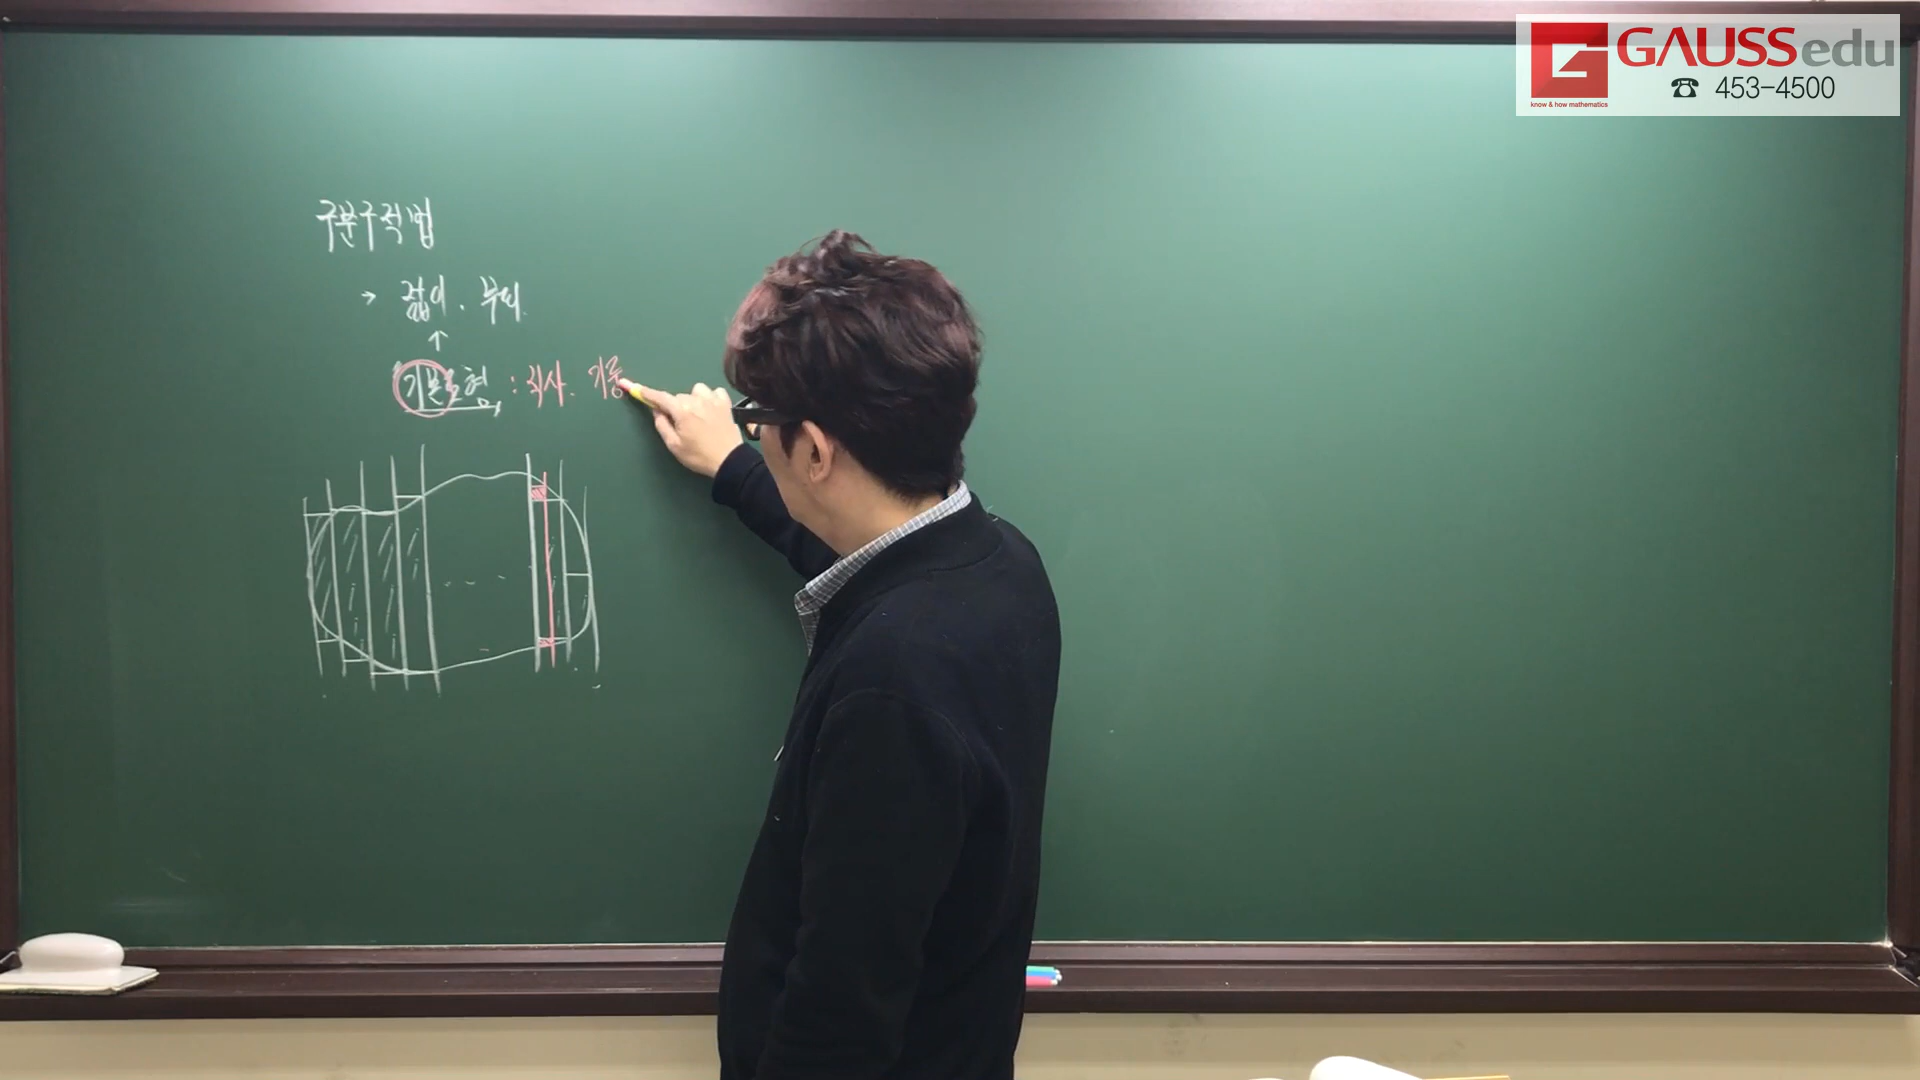 GAUSSedu
know & how mathematics
☎ 453-4500
구분구적법
→ 넓이. 부피.
↑
기본도형 : 직사. 기둥